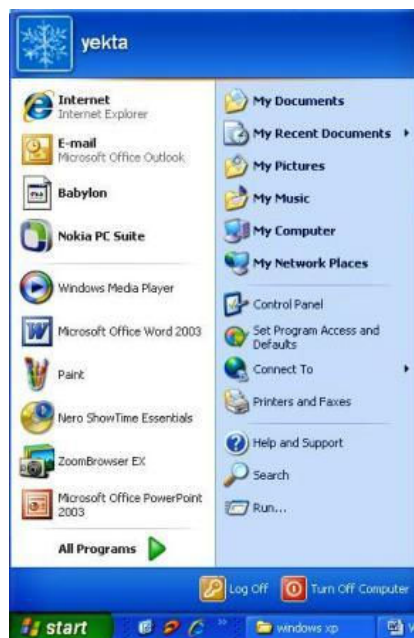 yekta
Internet
Internet Explorer
E-mail
Microsoft Office Outlook
Babylon
Nokia PC Suite
Windows Media Player
Microsoft Office Word 2003
Paint
Nero ShowTime Essentials
ZoomBrowser EX
Microsoft Office PowerPoint
2003
All Programs
My Documents
My Recent Documents
My Pictures
My Music
My Computer
My Network Places
Control Panel
Set Program Access and
Defaults
Connect To
Printers and Faxes
Help and Support
Search
Run...
Log Off
Turn Off Computer
start
windows xp